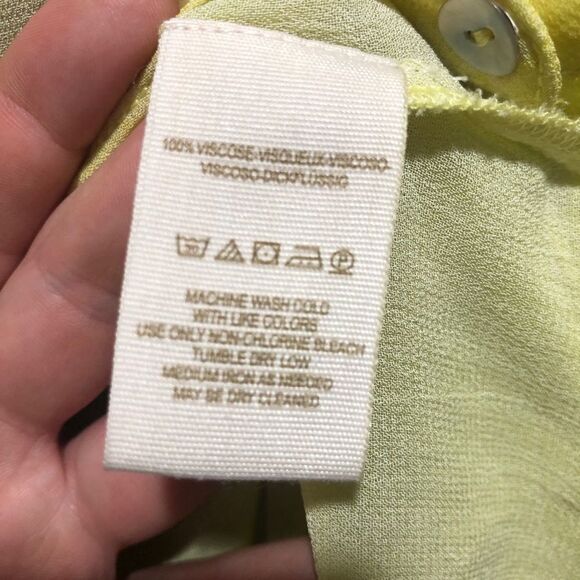 100% VISCOSE-VISQUEUX-VISCOSO-
VISCOSO-DICKFLUSSIG
MACHINE WASH COLD
WITH LIKE COLORS
USE ONLY NON-CHLORINE BLEACH
TUMBLE DRY LOW
MEDIUM IRON AS NEEDED
MAY BE DRY CLEANED